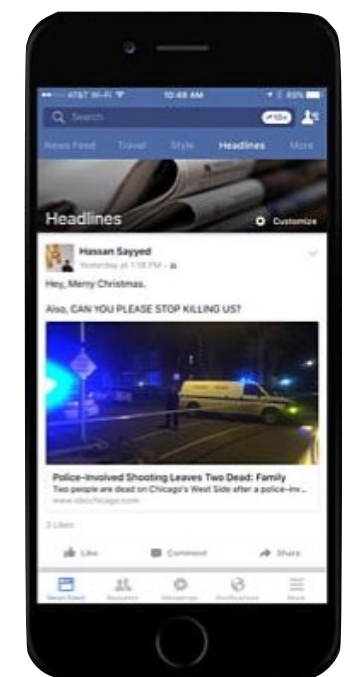 AT&T Wi-Fi 10:48 AM
Search
News Feed Travel Style Headlines More
Headlines
Customize
Hassan Sayyed
Yesterday at 1:18 PM
Hey, Merry Christmas.
Also, CAN YOU PLEASE STOP KILLING US?
Police-Involved Shooting Leaves Two Dead: Family
Two people are dead on Chicago's West Side after a police-inv...
www.nbcchicago.com
3 Likes
Like Comment Share
News Feed Requests Messenger Notifications More